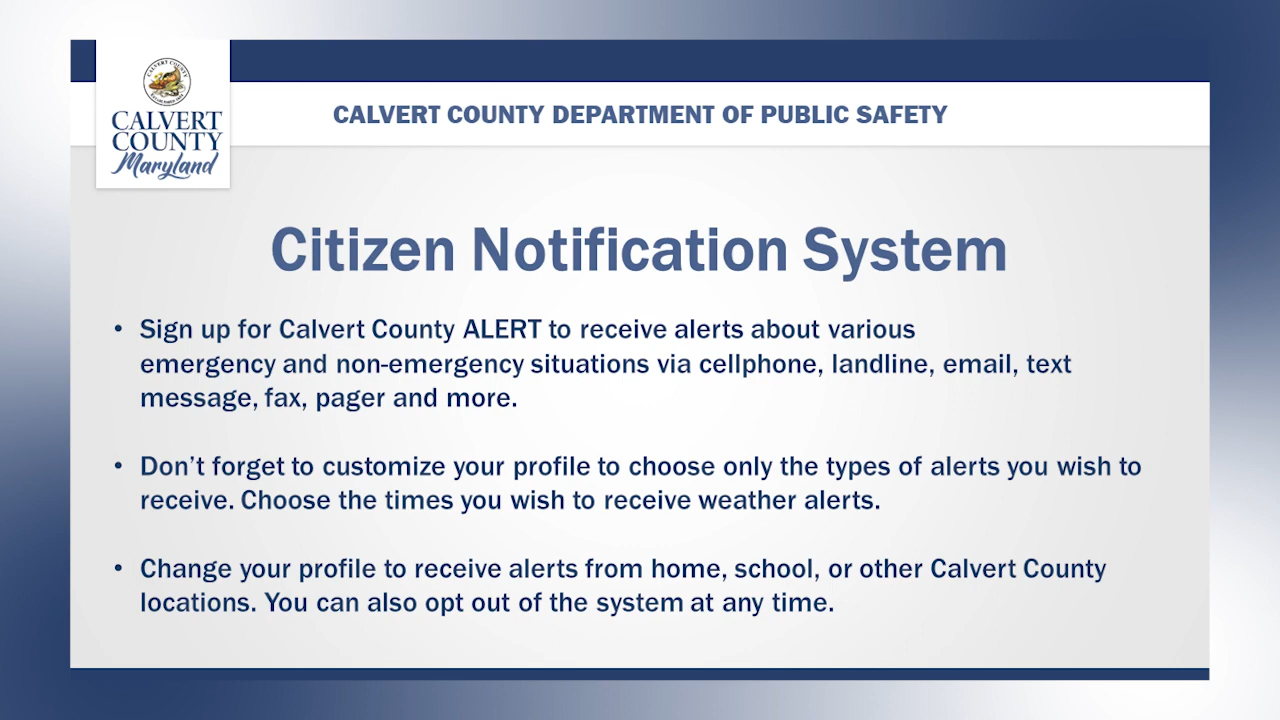 CALVERT COUNTY
CALVERT
COUNTY
Maryland
CALVERT COUNTY DEPARTMENT OF PUBLIC SAFETY
Citizen Notification System
• Sign up for Calvert County ALERT to receive alerts about various
emergency and non-emergency situations via cellphone, landline, email, text
message, fax, pager and more.
• Don’t forget to customize your profile to choose only the types of alerts you wish to
receive. Choose the times you wish to receive weather alerts.
• Change your profile to receive alerts from home, school, or other Calvert County
locations. You can also opt out of the system at any time.